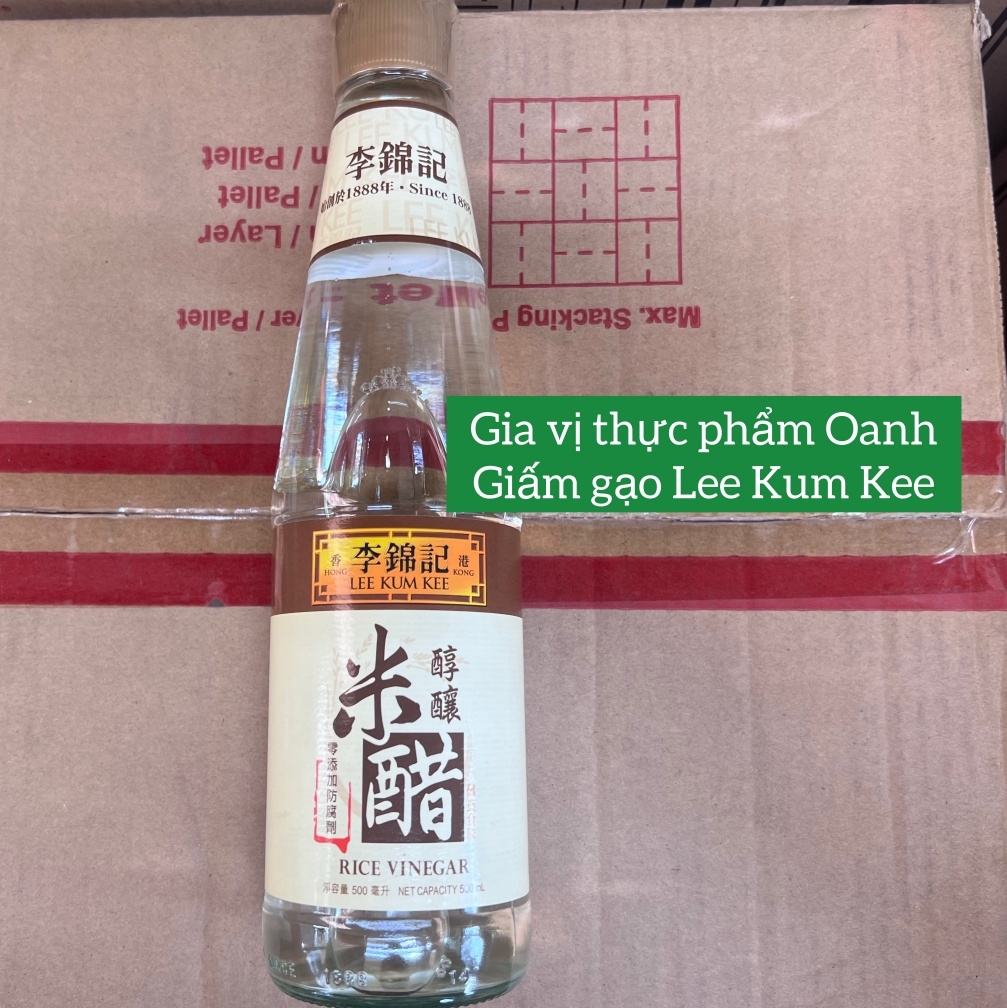 李錦記
始創於1888年・Since 1888
Gia vị thực phẩm Oanh
Giấm gạo Lee Kum Kee
香 李錦記 港
HONG LEE KUM KEE KONG
醇釀
米醋
零添加防腐劑
RICE VINEGAR
淨容量 500 毫升 NET CAPACITY 500 mL
/ Pallet
/ Pallet
/ Layer
/ Pallet
Max. Stacking